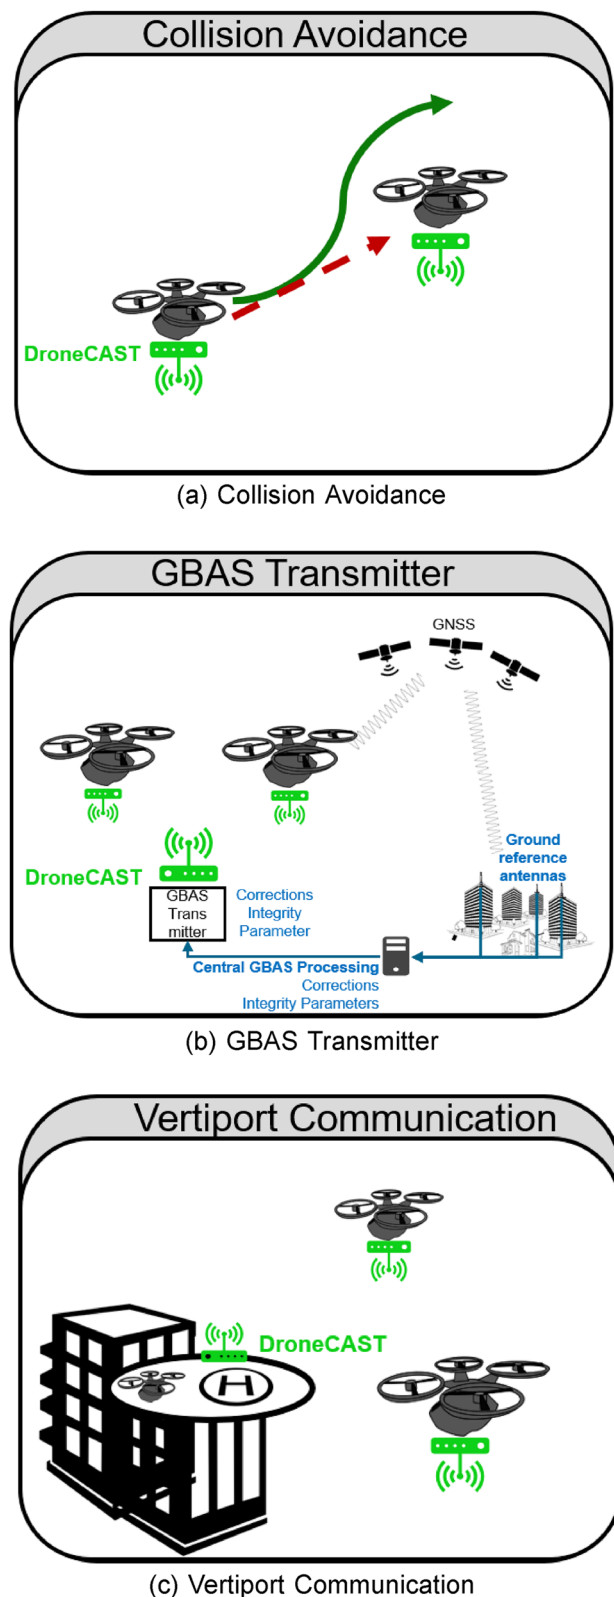 Collision Avoidance
DroneCAST
(a) Collision Avoidance
GBAS Transmitter
GNSS
Ground
reference
antennas
DroneCAST
GBAS
Trans
mitter
Corrections
Integrity
Parameter
Central GBAS Processing
Corrections
Integrity Parameters
(b) GBAS Transmitter
Vertiport Communication
DroneCAST
H
(c) Vertiport Communication